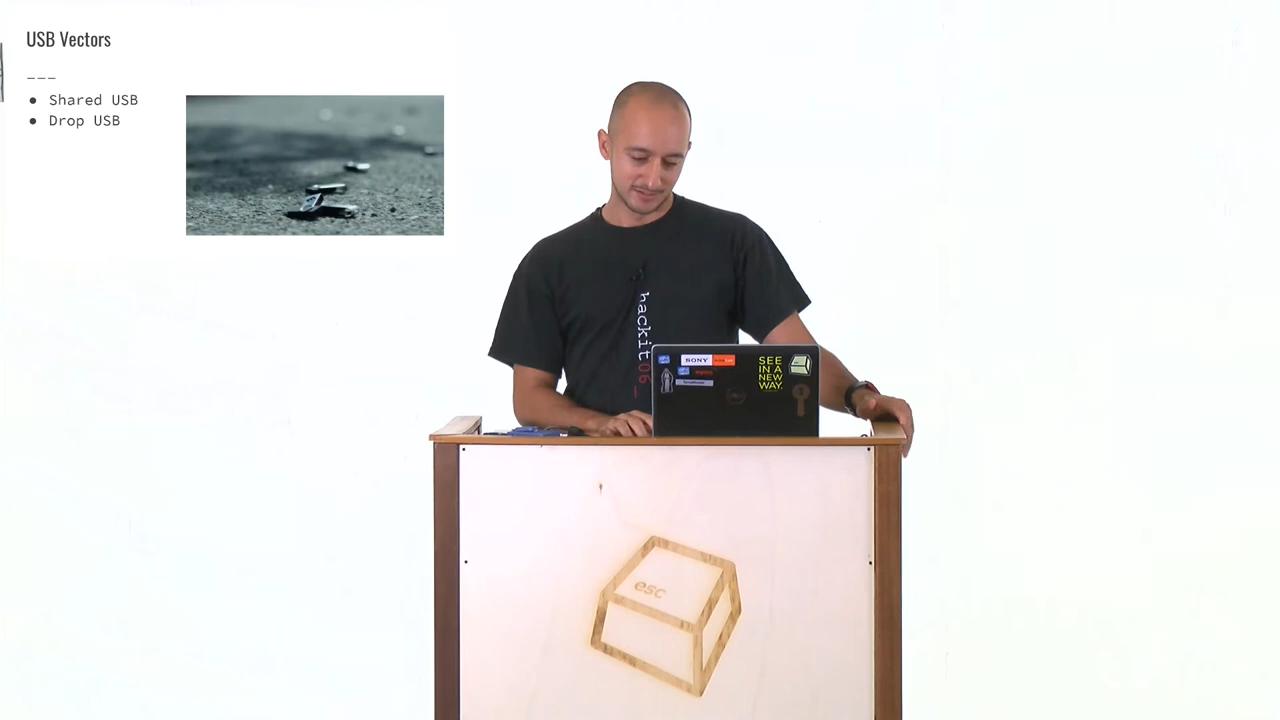 USB Vectors
---
● Shared USB
● Drop USB
hackit06_
SONY
SEE
IN A
NEW
WAY.
esc